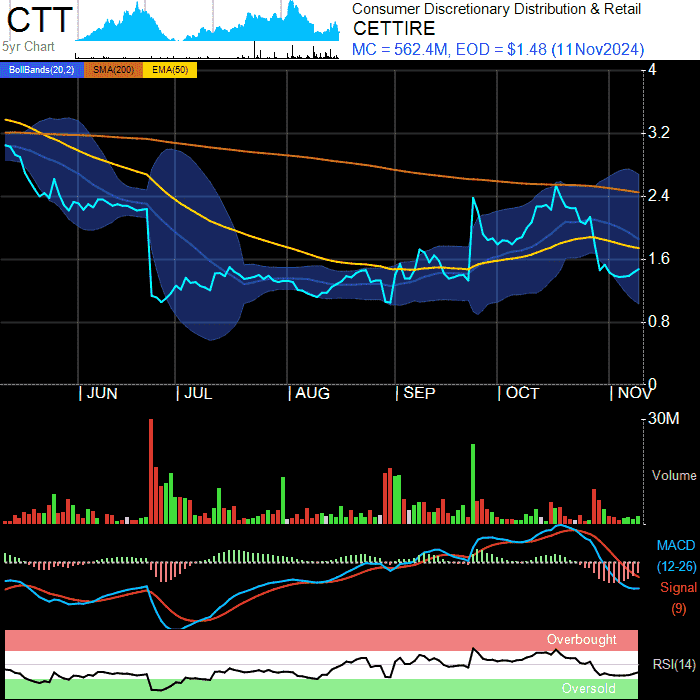 CTT
5yr Chart
Consumer Discretionary Distribution & Retail
CETTIRE
MC = 562.4M, EOD = $1.48 (11Nov2024)
BollBands(20,2) SMA(200) EMA(50)
4
3.2
2.4
1.6
0.8
0
JUN JUL AUG SEP OCT NOV
30M
Volume
MACD
(12-26)
Signal
(9)
Overbought
RSI(14)
Oversold